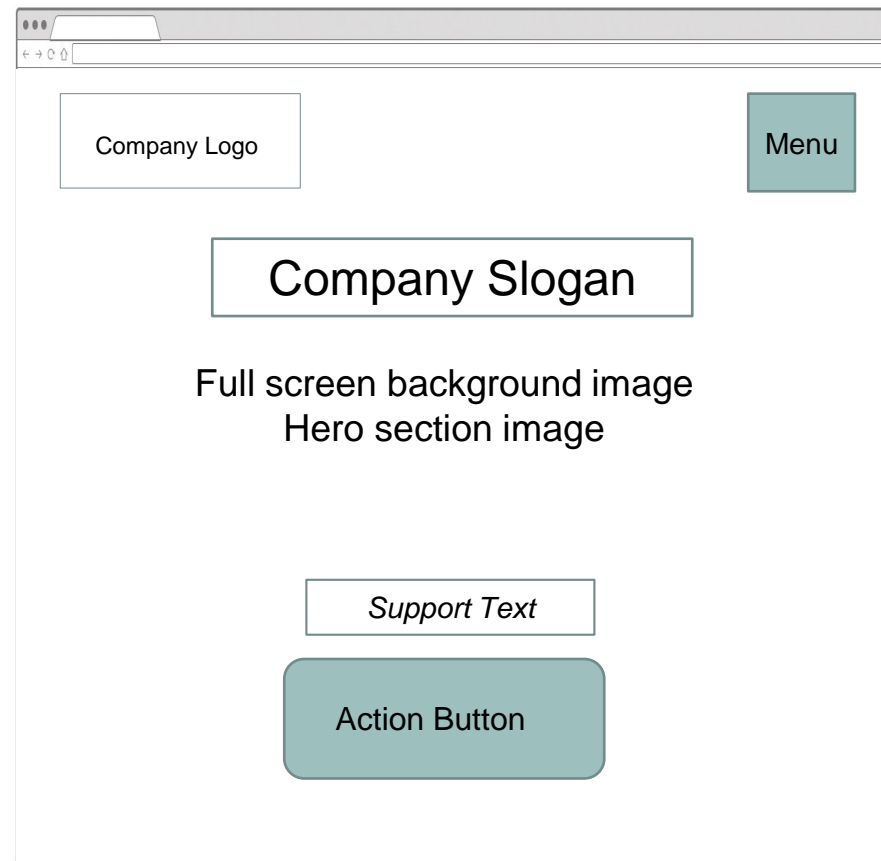 Company Logo
Menu
Company Slogan
Full screen background image
Hero section image
Support Text
Action Button